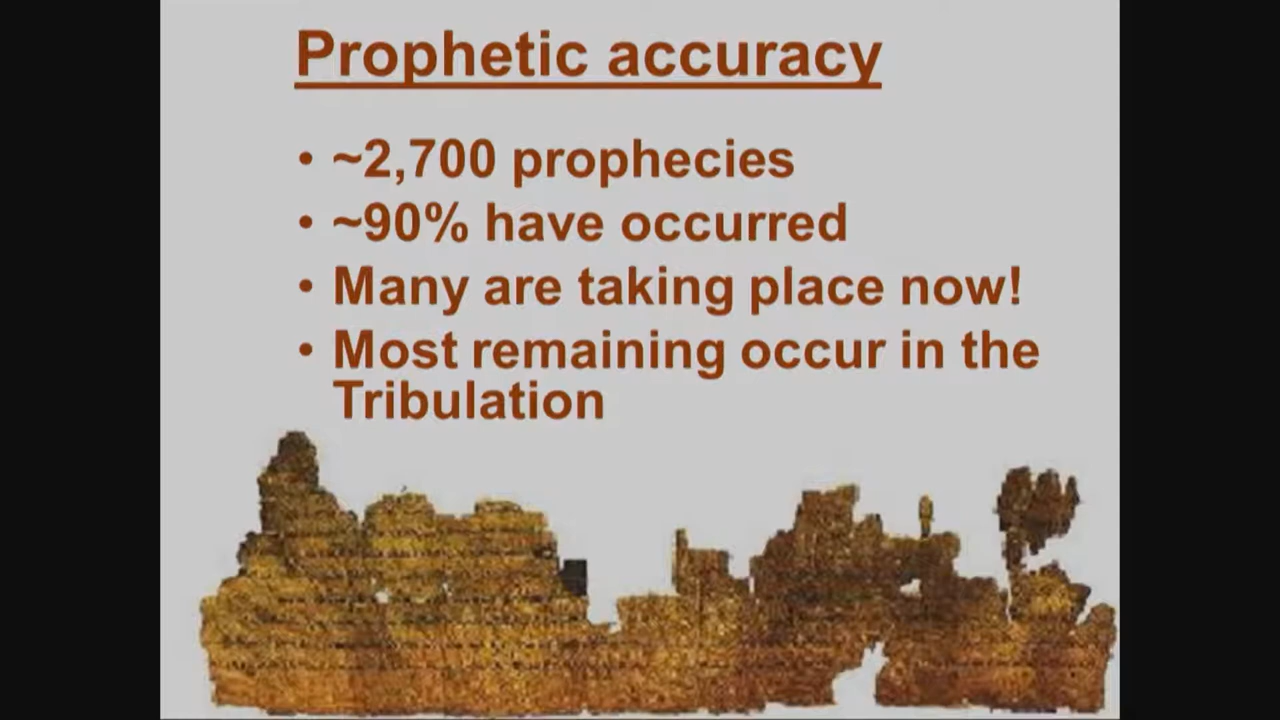 Prophetic accuracy
• ~2,700 prophecies
• ~90% have occurred
• Many are taking place now!
• Most remaining occur in the
Tribulation